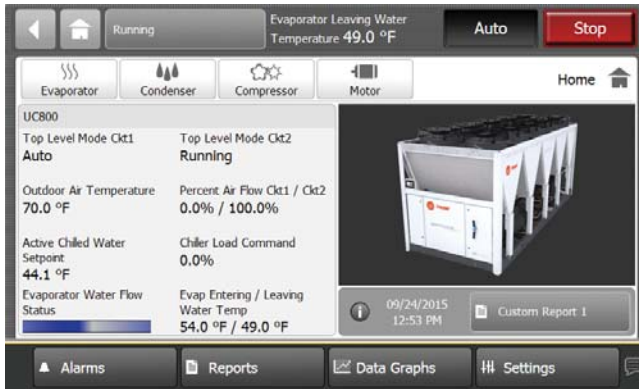 Running
Evaporator Leaving Water
Temperature 49.0 °F
Auto
Stop
Evaporator
Condenser
Compressor
Motor
Home
UC800
Top Level Mode Ckt1
Auto
Top Level Mode Ckt2
Running
Outdoor Air Temperature
70.0 °F
Percent Air Flow Ckt1 / Ckt2
0.0% / 100.0%
Active Chilled Water
Setpoint
44.1 °F
Chiller Load Command
0.0%
Evaporator Water Flow
Status
Evap Entering / Leaving
Water Temp
54.0 °F / 49.0 °F
09/24/2015
12:53 PM
Custom Report 1
Alarms
Reports
Data Graphs
Settings